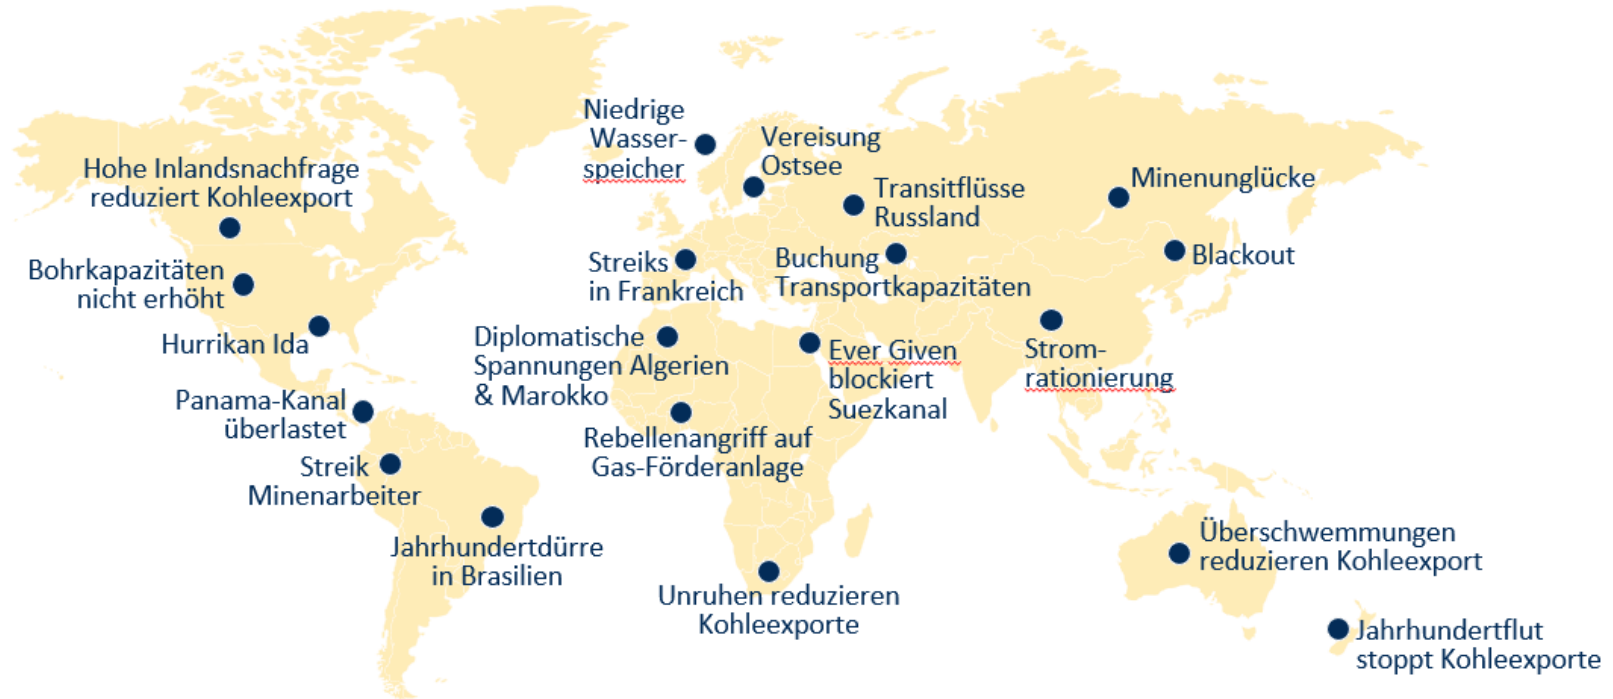 Niedrige
Wasser-
speicher
Vereisung
Ostsee
Hohe Inlandsnachfrage
reduziert Kohleexport
Transitflüsse
Russland
Minenunglücke
Bohrkapazitäten
nicht erhöht
Streiks
in Frankreich
Buchung
Transportkapazitäten
Blackout
Hurrikan Ida
Diplomatische
Spannungen Algerien
& Marokko
Ever Given
blockiert
Suezkanal
Strom-
rationierung
Panama-Kanal
überlastet
Rebellenangriff auf
Gas-Förderanlage
Streik
Minenarbeiter
Jahrhundertdürre
in Brasilien
Unruhen reduzieren
Kohleexporte
Überschwemmungen
reduzieren Kohleexport
Jahrhundertflut
stoppt Kohleexporte